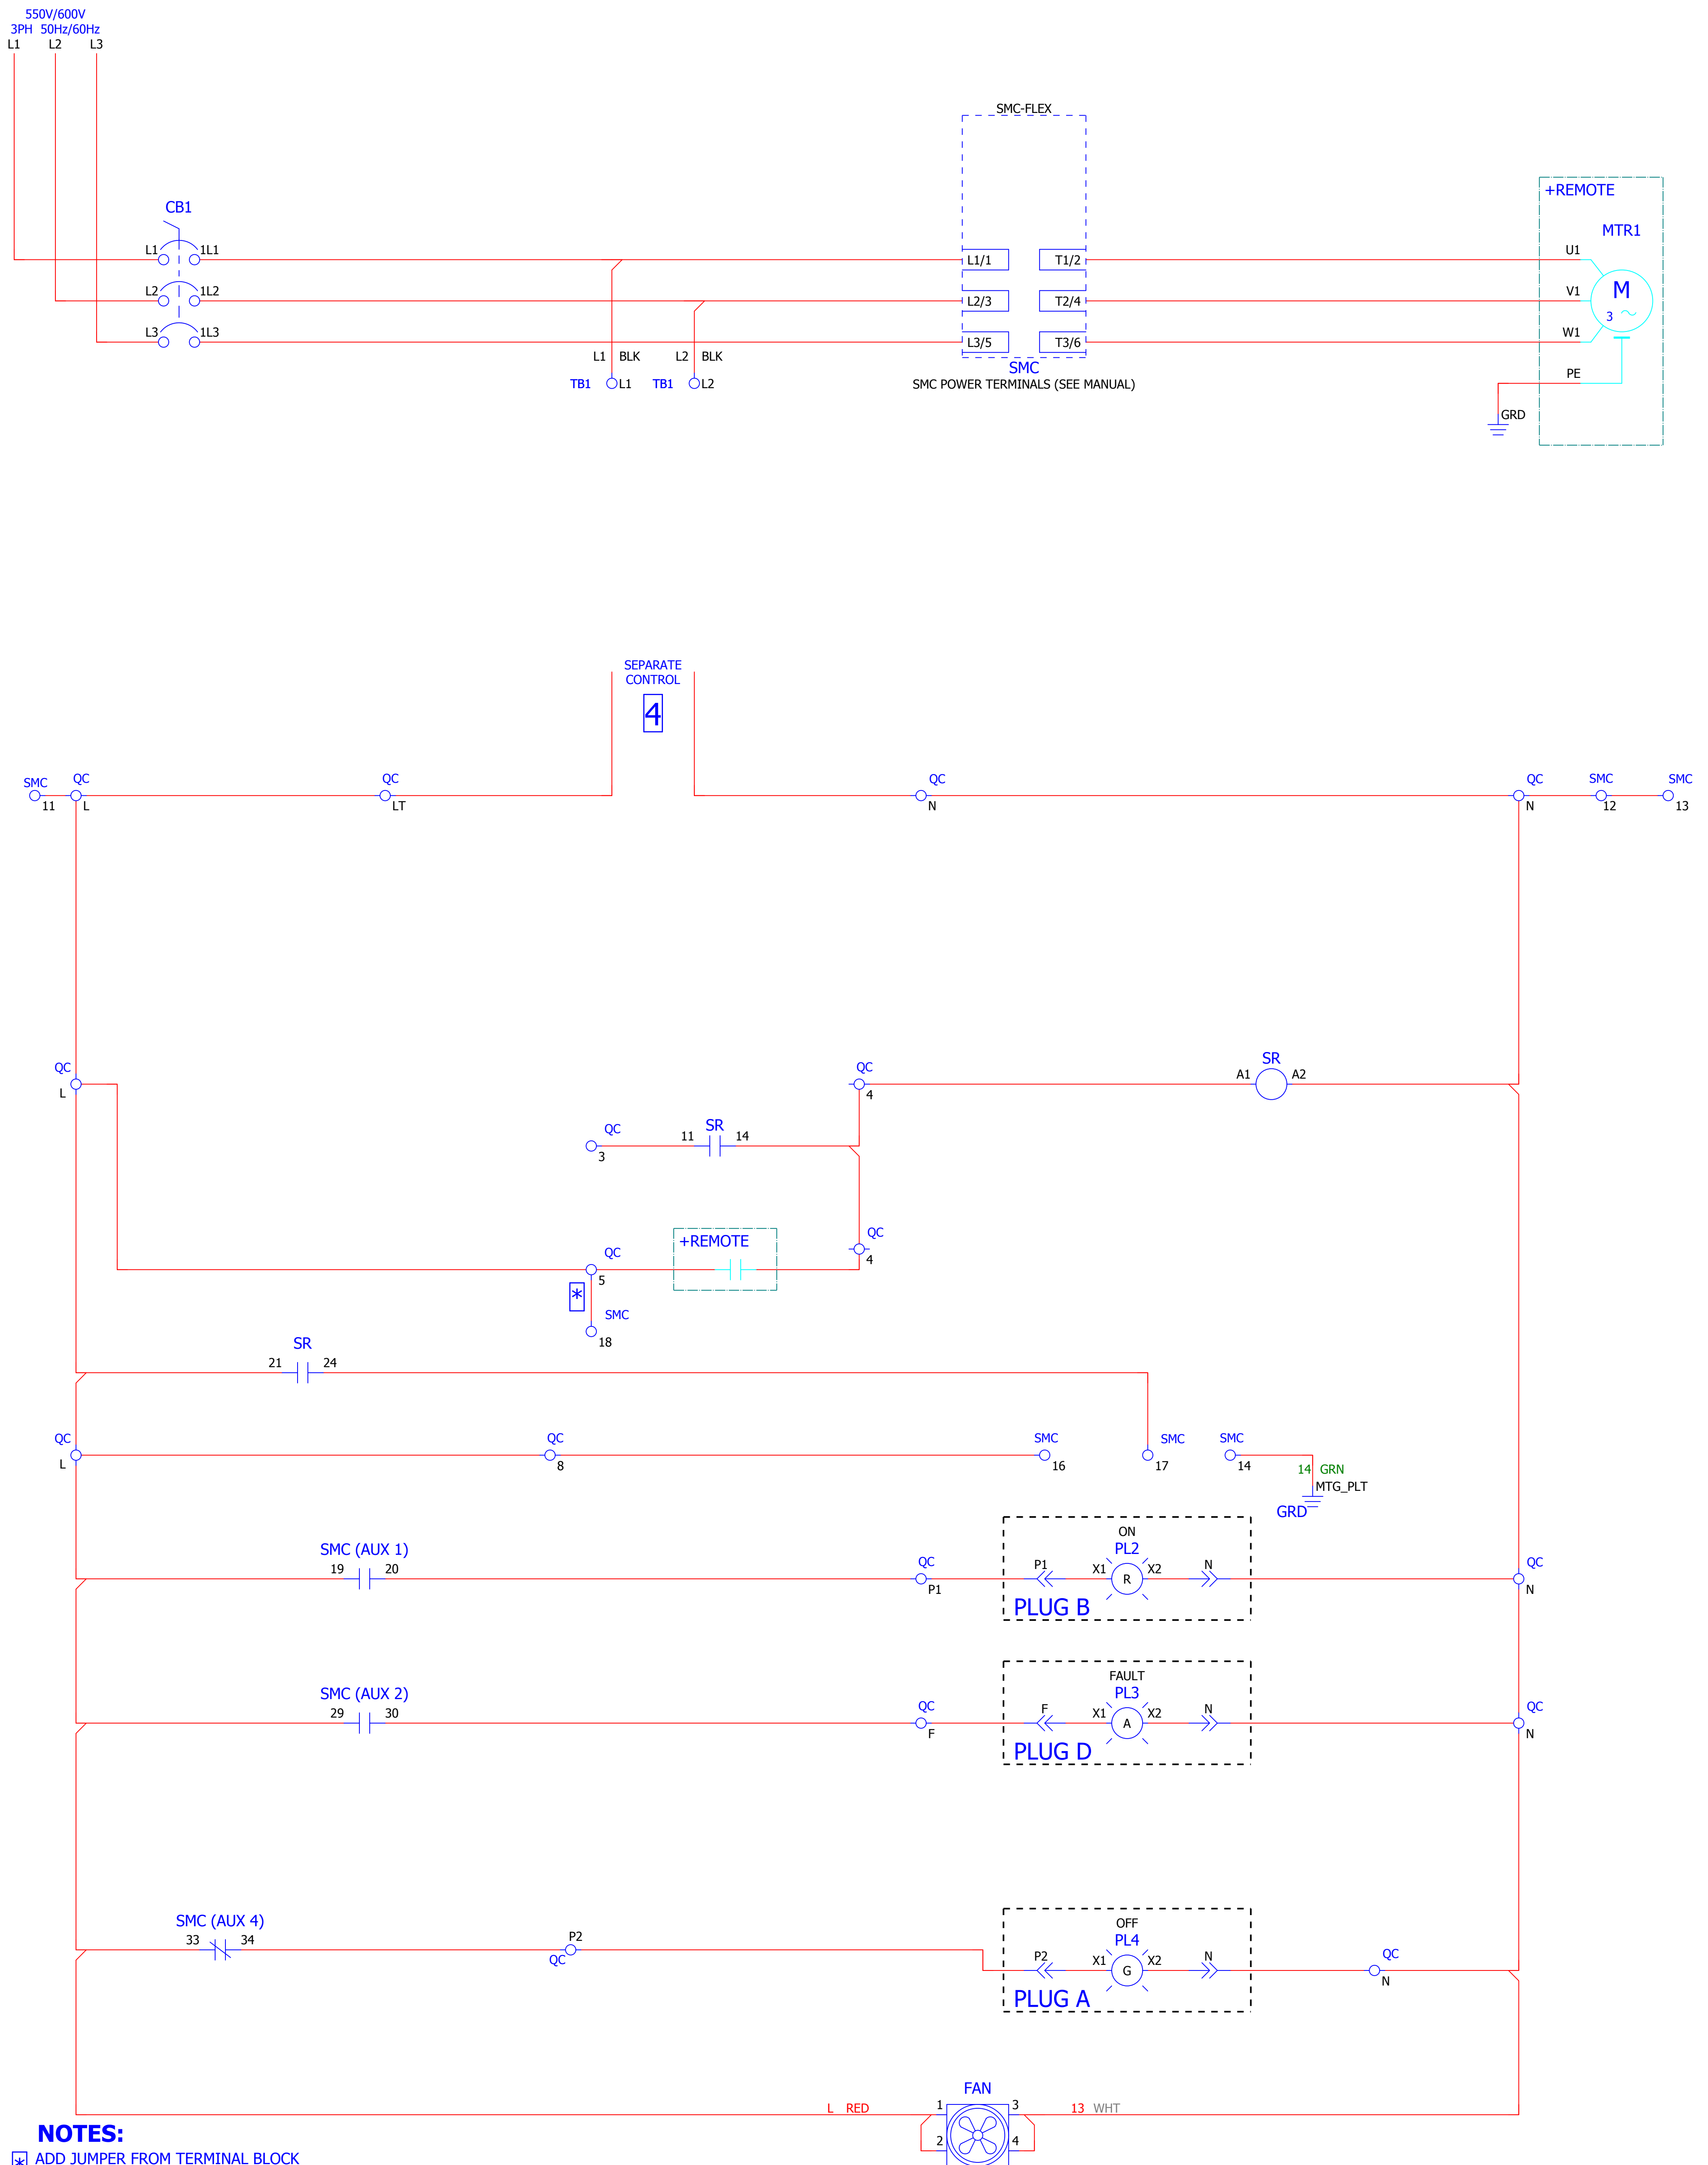 550V/600V
3PH 50Hz/60Hz
L1 L2 L3
SMC-FLEX
+REMOTE
CB1
MTR1
L1 1L1
L1/1 T1/2
U1
L2 1L2
L2/3 T2/4
V1
M
3
L3 1L3
L3/5 T3/6
W1
L1 BLK L2 BLK
SMC
PE
TB1 L1 TB1 L2
SMC POWER TERMINALS (SEE MANUAL)
GRD
SEPARATE
CONTROL
4
SMC QC QC QC QC SMC SMC
11 L LT N N 12 13
QC QC SR
L 4 A1 A2
QC SR
3 11 14
+REMOTE
QC QC
5 4
*
SMC
18
SR
21 24
QC QC SMC SMC SMC
L 8 16 17 14
14 GRN
MTG_PLT
GRD
ON
SMC (AUX 1) PL2
19 20 QC P1 X1 R X2 N QC
P1 N
PLUG B
FAULT
SMC (AUX 2) PL3
29 30 QC F X1 A X2 N QC
F N
PLUG D
OFF
SMC (AUX 4) PL4
33 34 P2 P2 X1 G X2 N QC
QC N
PLUG A
FAN
L RED 1 3 13 WHT
2 4
NOTES:
* ADD JUMPER FROM TERMINAL BLOCK